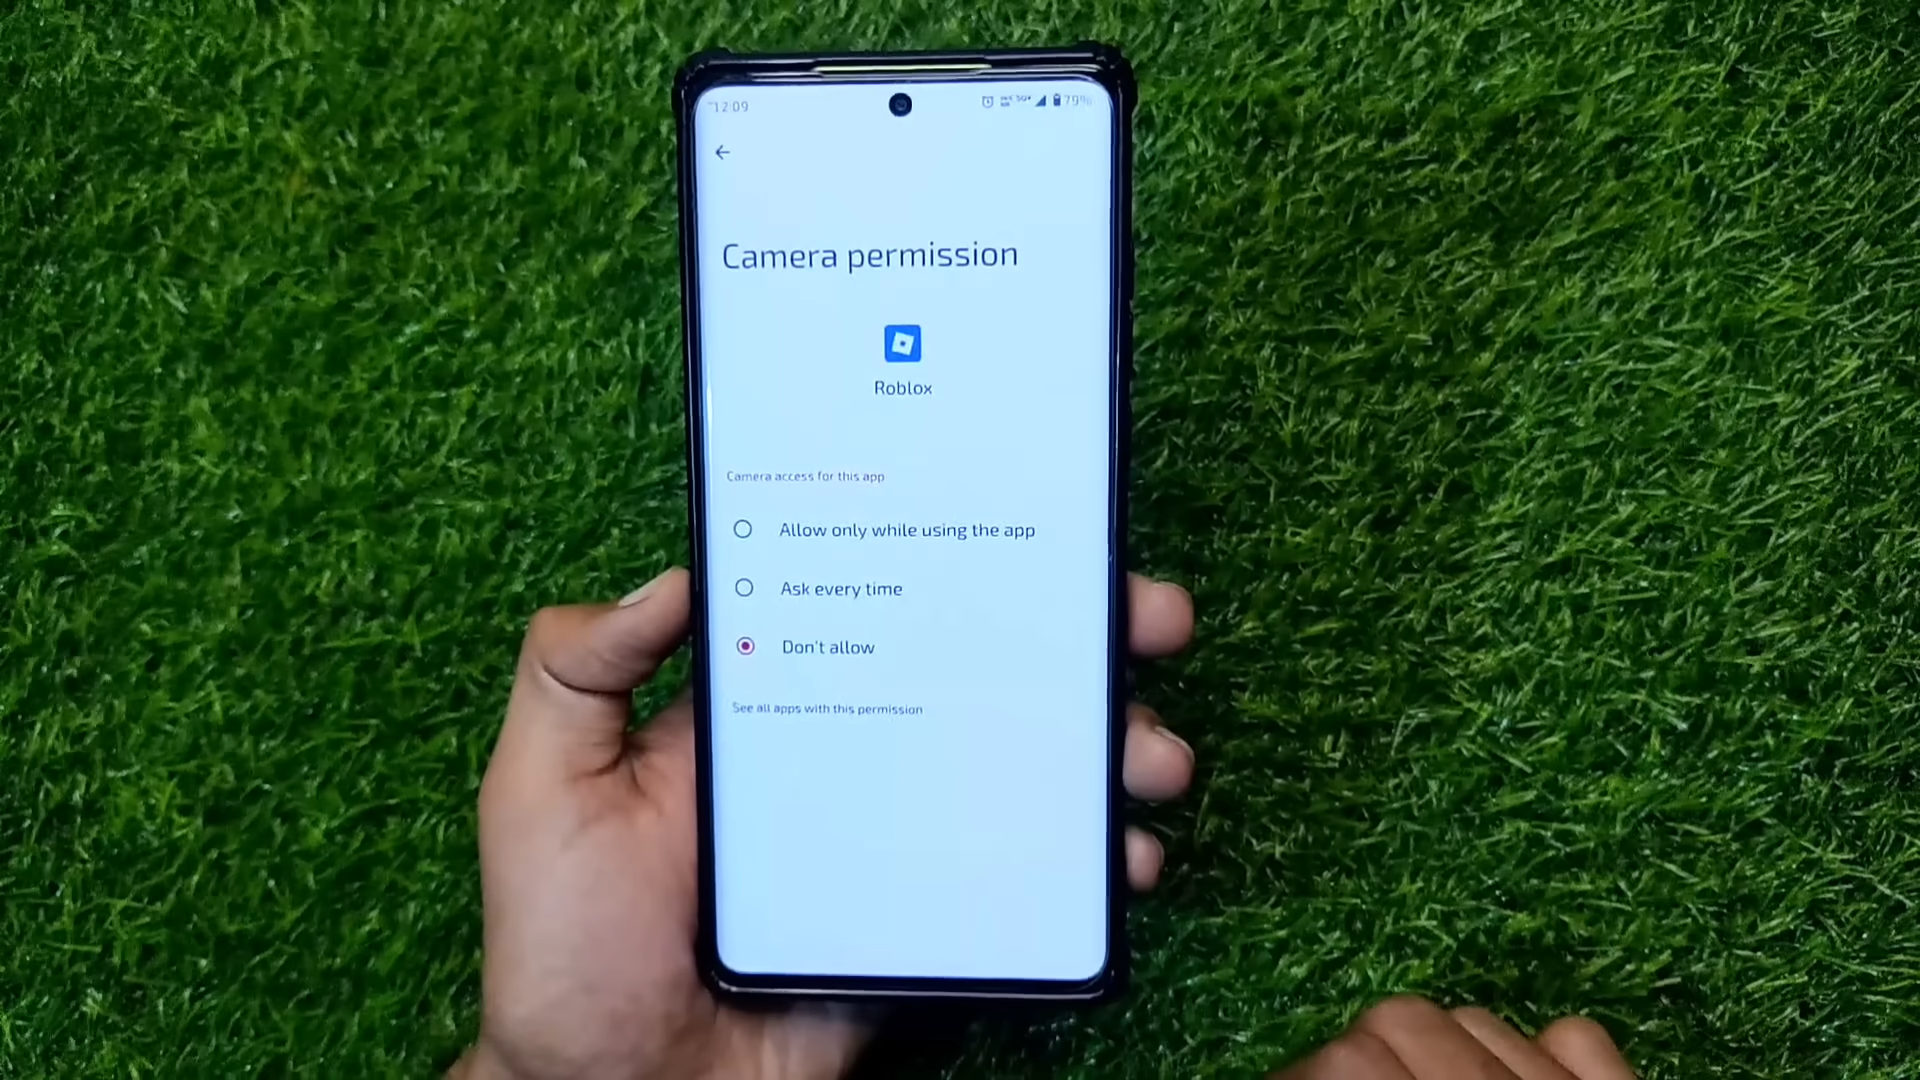 12:09
79%
Camera permission
Roblox
Camera access for this app
Allow only while using the app
Ask every time
Don't allow
See all apps with this permission